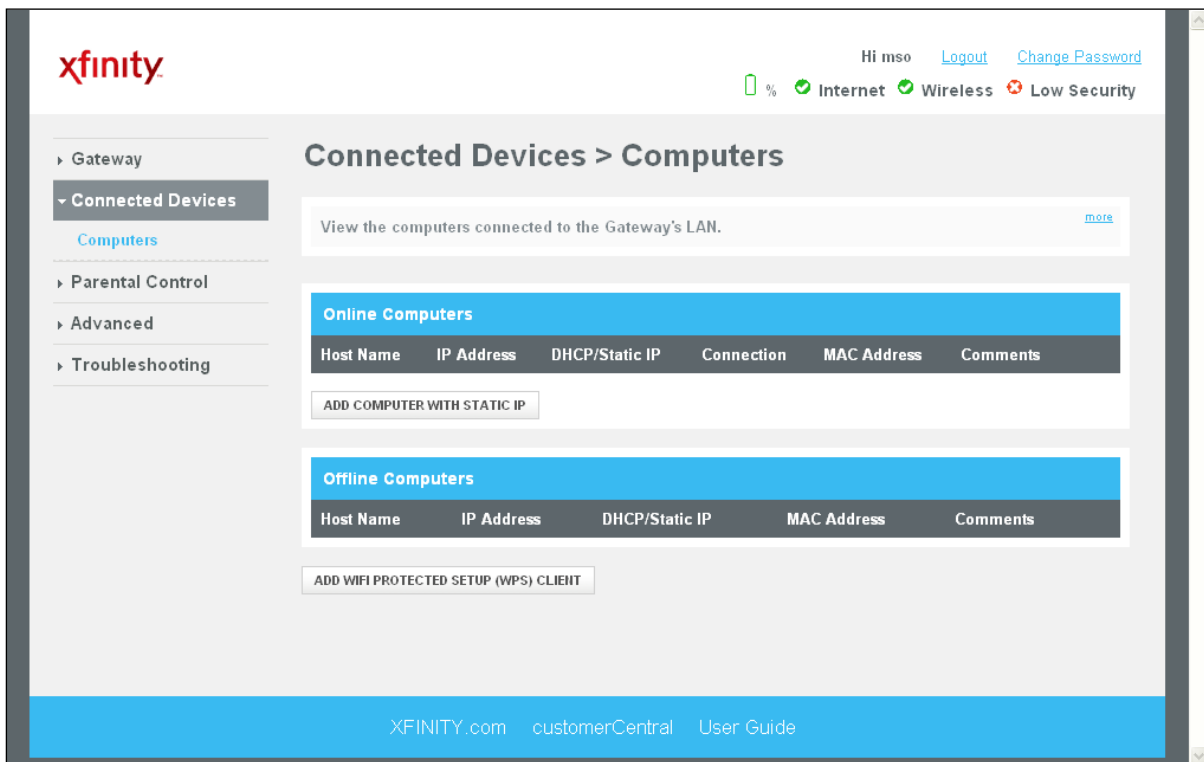 xfinity
Hi mso Logout Change Password
% Internet Wireless Low Security
Gateway
Connected Devices
Computers
Parental Control
Advanced
Troubleshooting
Connected Devices > Computers
View the computers connected to the Gateway's LAN. more
Online Computers
Host Name IP Address DHCP/Static IP Connection MAC Address Comments
ADD COMPUTER WITH STATIC IP
Offline Computers
Host Name IP Address DHCP/Static IP MAC Address Comments
ADD WIFI PROTECTED SETUP (WPS) CLIENT
XFINITY.com customerCentral User Guide